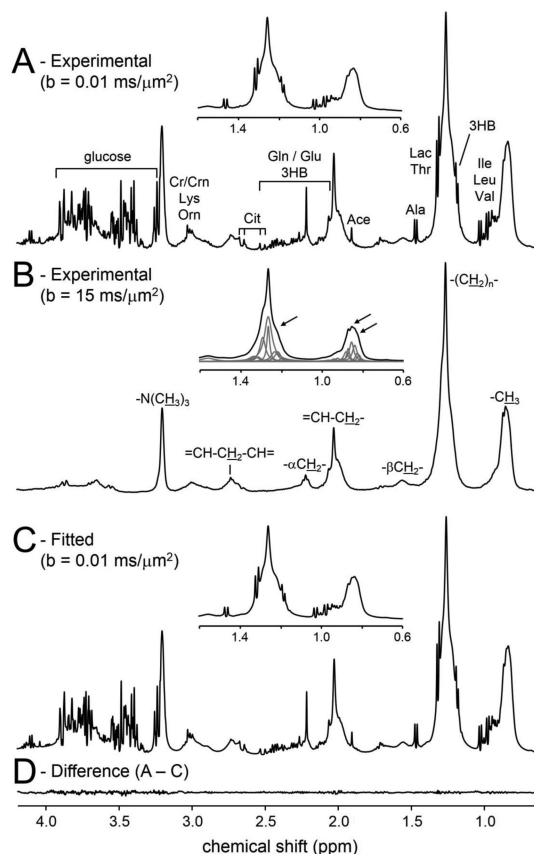 A - Experimental
(b = 0.01 ms/μm²)
1.6 1.4 1.0 0.6
glucose
Cr/Crn
Lys
Orn
Cit
Gln / Glu
3HB
Ace
Lac
Thr
Ala
3HB
Ile
Leu
Val
B - Experimental
(b = 15 ms/μm²)
1.4 1.0 0.6
-N(CH₃)₃
=CH-CH₂-CH=
-αCH₂-
=CH-CH₂-
-βCH₂-
-(CH₂)n-
-CH₃
C - Fitted
(b = 0.01 ms/μm²)
1.4 1.0 0.6
D - Difference (A – C)
4.0 3.5 3.0 2.5 2.0 1.5 1.0
chemical shift (ppm)